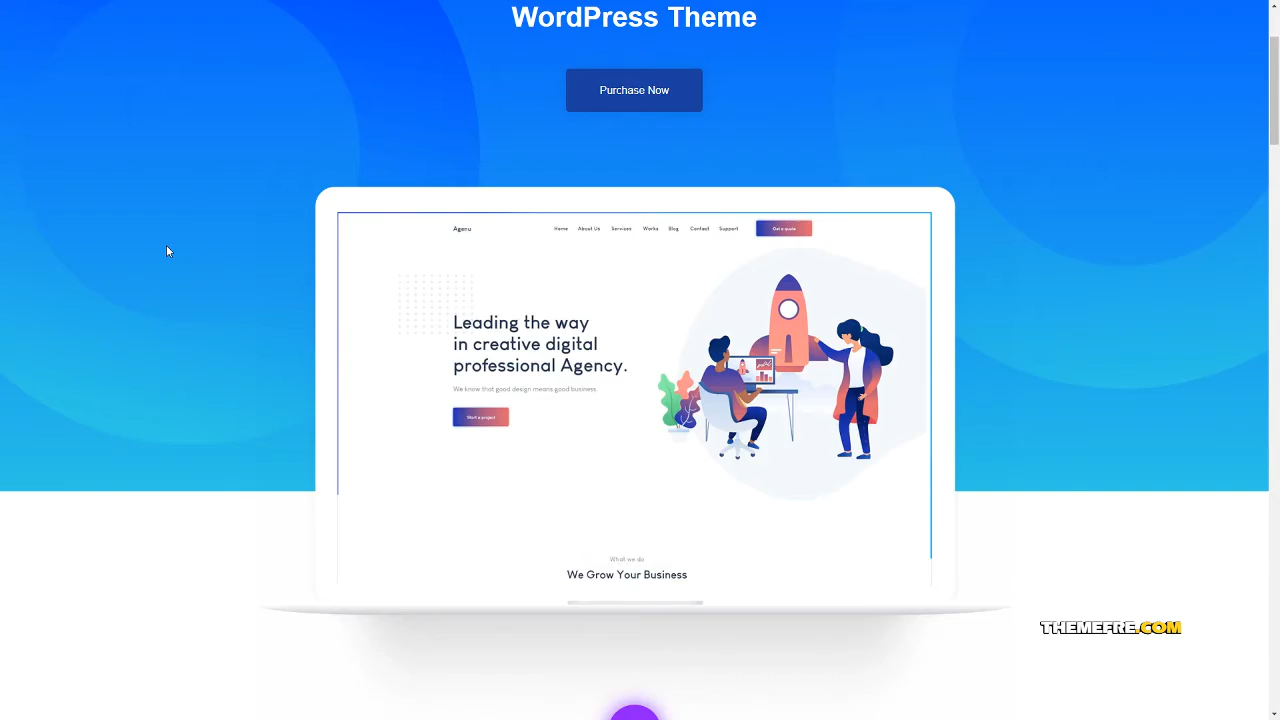 WordPress Theme
Purchase Now
Agenu
Home About Us Services Works Blog Contact Support Get a quote
Leading the way
in creative digital
professional Agency.
We know that good design means good business.
Start a project
What we do
We Grow Your Business
THEMEFRE.COM